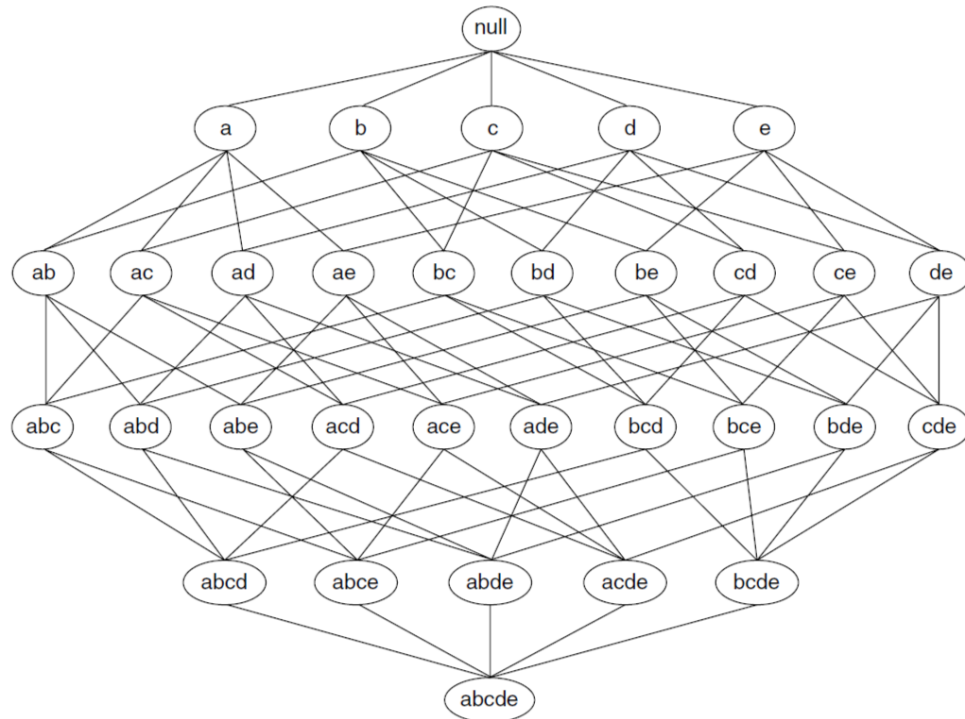 null
a b c d e
ab ac ad ae bc bd be cd ce de
abc abd abe acd ace ade bcd bce bde cde
abcd abce abde acde bcde
abcde